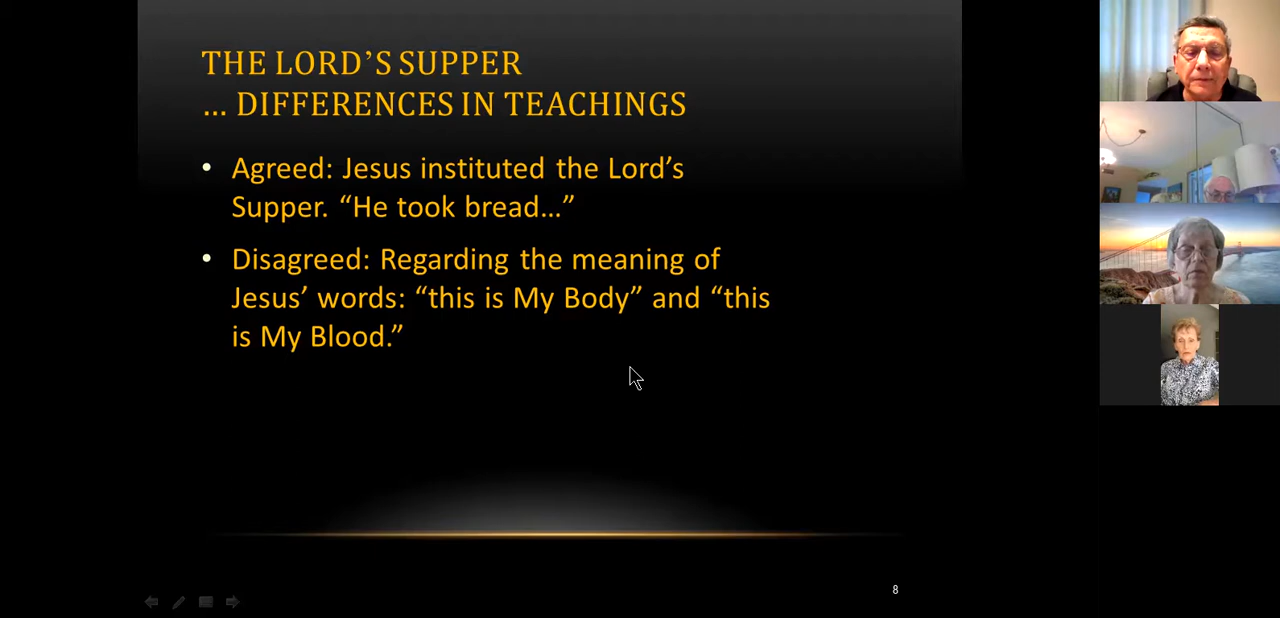 THE LORD’S SUPPER
… DIFFERENCES IN TEACHINGS
• Agreed: Jesus instituted the Lord’s
Supper. “He took bread…”
• Disagreed: Regarding the meaning of
Jesus’ words: “this is My Body” and “this
is My Blood.”
8